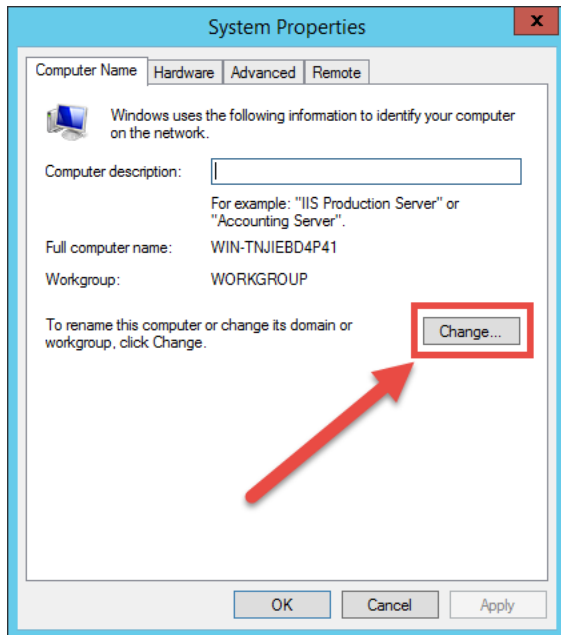 System Properties
x
Computer Name Hardware Advanced Remote
Windows uses the following information to identify your computer
on the network.
Computer description:
For example: "IIS Production Server" or
"Accounting Server".
Full computer name: WIN-TNJIEBD4P41
Workgroup: WORKGROUP
To rename this computer or change its domain or
workgroup, click Change.
Change...
OK Cancel Apply